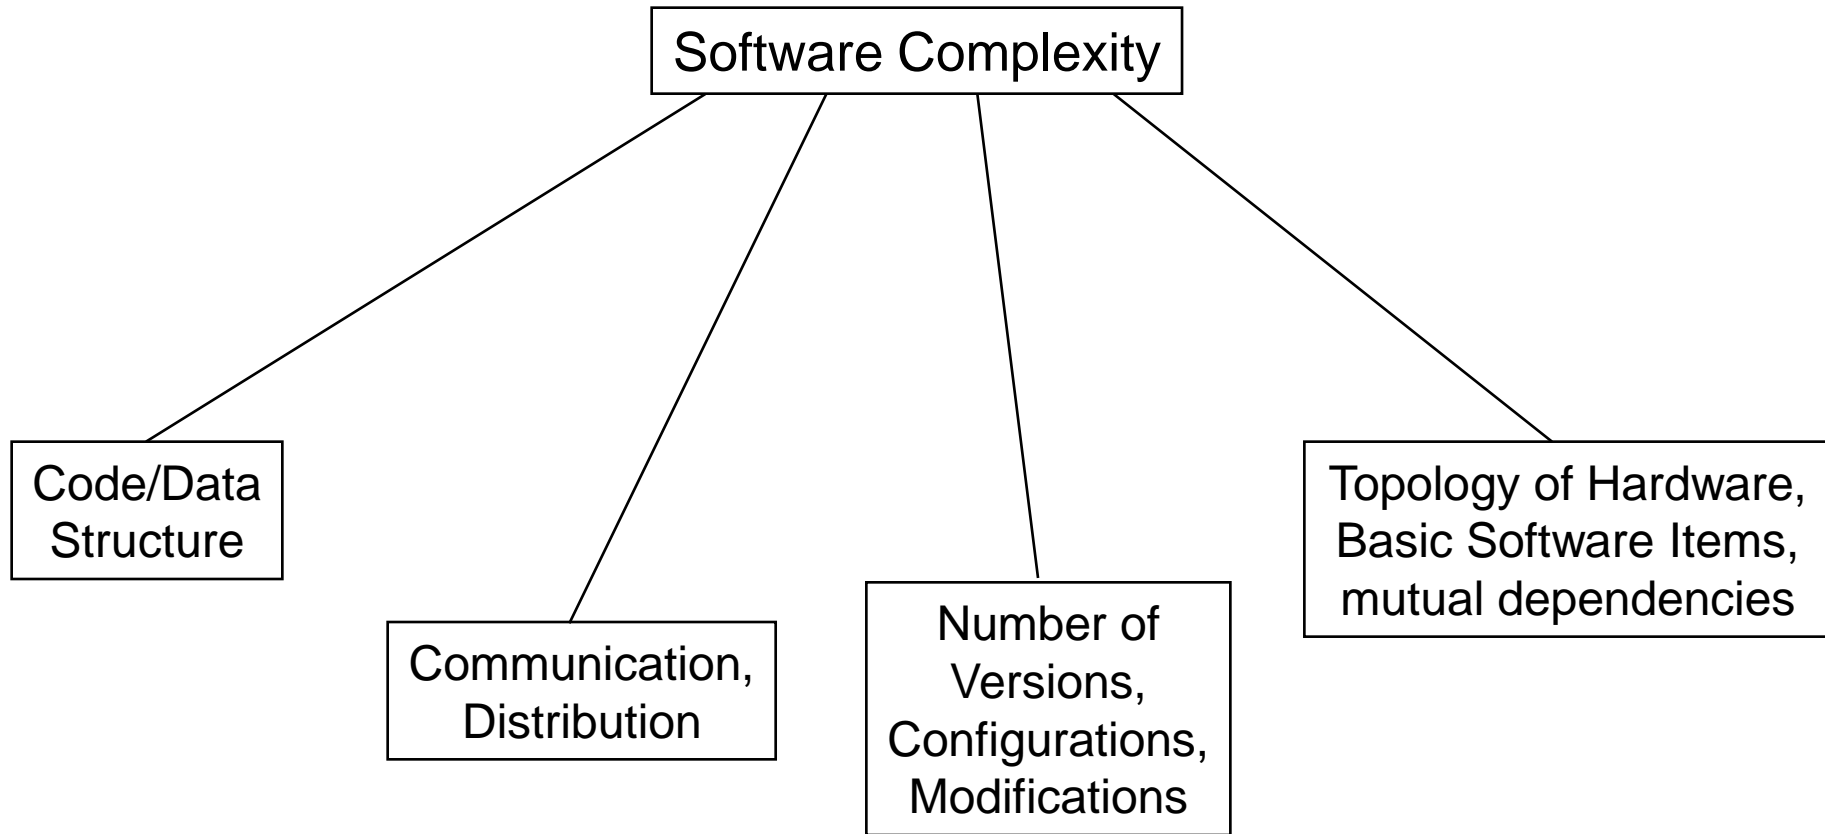 Software Complexity
Code/Data
Structure
Communication,
Distribution
Number of
Versions,
Configurations,
Modifications
Topology of Hardware,
Basic Software Items,
mutual dependencies